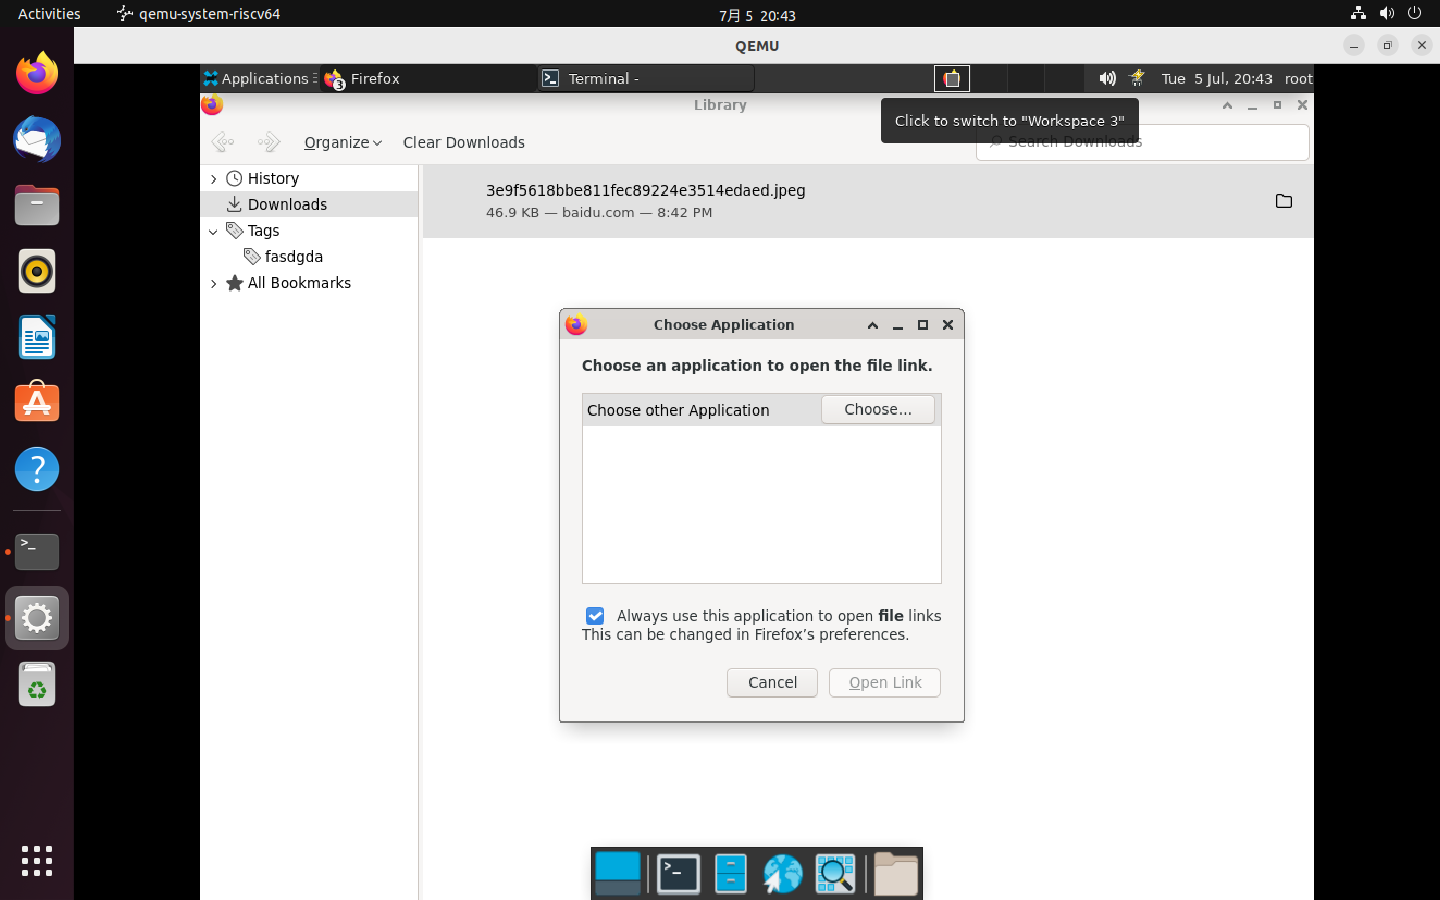 Activities
qemu-system-riscv64
7月 5 20:43
QEMU
Applications
3
Firefox
Terminal -
Tue 5 Jul, 20:43
root
Library
Click to switch to "Workspace 3"
Organize
Clear Downloads
Search Downloads
History
Downloads
Tags
fasdgda
All Bookmarks
3e9f5618bbe811fec89224e3514edaed.jpeg
46.9 KB — baidu.com — 8:42 PM
Choose Application
Choose an application to open the file link.
Choose other Application
Choose...
Always use this application to open file links
This can be changed in Firefox’s preferences.
Cancel
Open Link